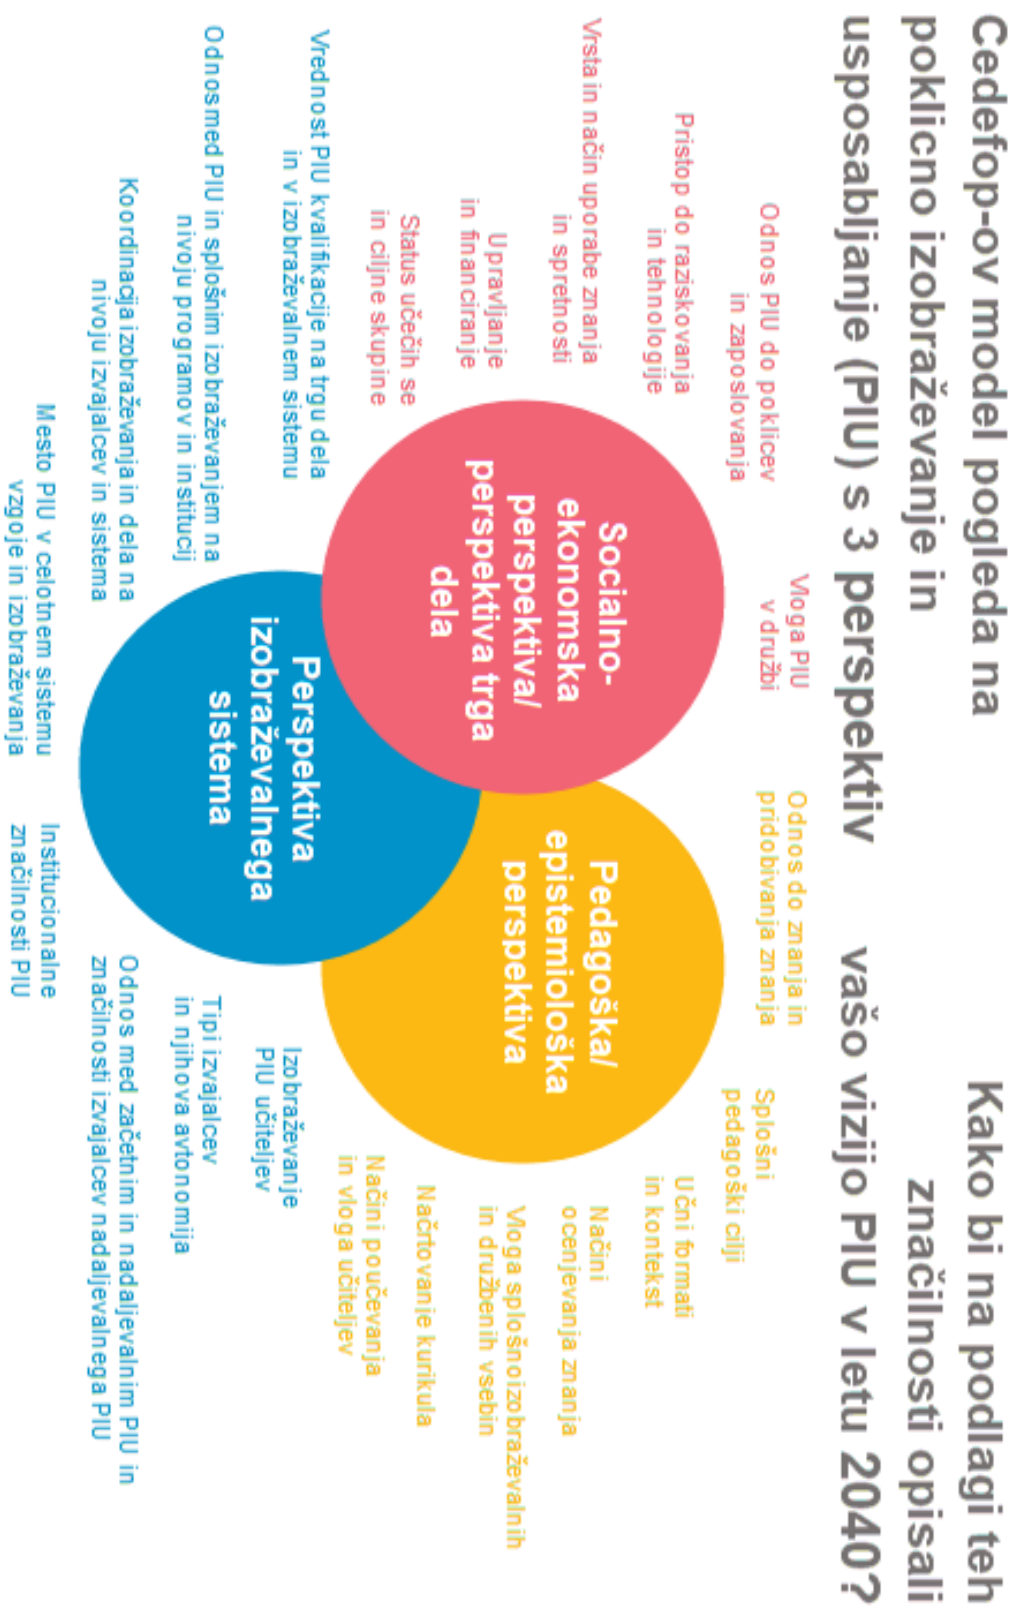 Cedefop-ov model pogleda na
poklicno izobraževanje in
usposabljanje (PIU) s 3 perspektiv
Kako bi na podlagi teh
značilnosti opisali
vašo vizijo PIU v letu 2040?
Vloga PIU
v družbi
Odnos PIU do poklicev
in zaposlovanja
Pristop do raziskovanja
in tehnologije
Vrsta in način uporabe znanja
in spretnosti
Upravljanje
in financiranje
Status učečih se
in ciljne skupine
Socialno-
ekonomska
perspektiva/
perspektiva trga
dela
Odnos do znanja in
pridobivanja znanja
Splošni
pedagoški cilji
Učni formati
in kontekst
Načini
ocenjevanja znanja
Vloga splošnoizobraževalnih
in družbenih vsebin
Načrtovanje kurikula
Načini poučevanja
in vloga učiteljev
Pedagoška/
epistemiološka
perspektiva
Vrednost PIU kvalifikacije na trgu dela
in v izobraževalnem sistemu
Odnos med PIU in splošnim izobraževanjem na
nivoju programov in institucij
Koordinacija izobraževanja in dela na
nivoju izvajalcev in sistema
Mesto PIU v celotnem sistemu
vzgoje in izobraževanja
Perspektiva
izobraževalnega
sistema
Izobraževanje
PIU učiteljev
Tipi izvajalcev
in njihova avtonomija
Odnos med začetnim in nadaljevalnim PIU in
značilnosti izvajalcev nadaljevalnega PIU
Institucionalne
značilnosti PIU